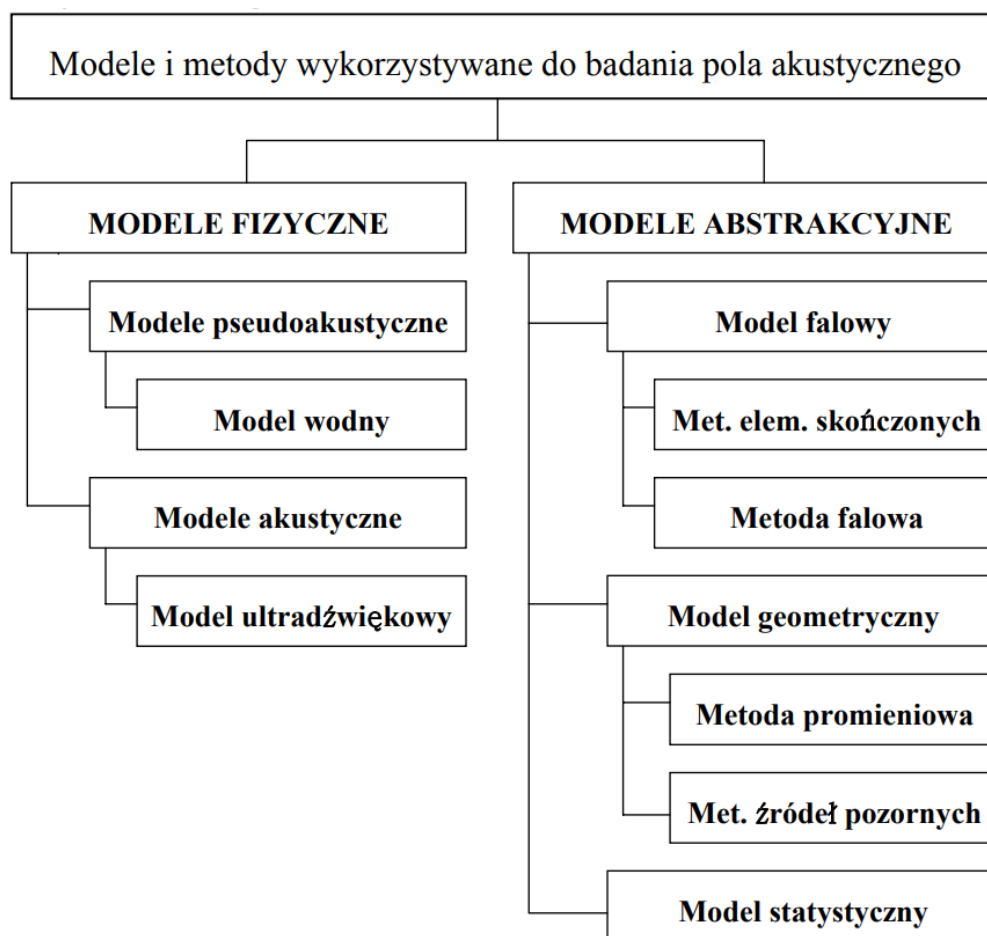 Modele i metody wykorzystywane do badania pola akustycznego
MODELE FIZYCZNE
Modele pseudoakustyczne
Model wodny
Modele akustyczne
Model ultradźwiękowy
MODELE ABSTRAKCYJNE
Model falowy
Met. elem. skończonych
Metoda falowa
Model geometryczny
Metoda promieniowa
Met. źródeł pozornych
Model statystyczny